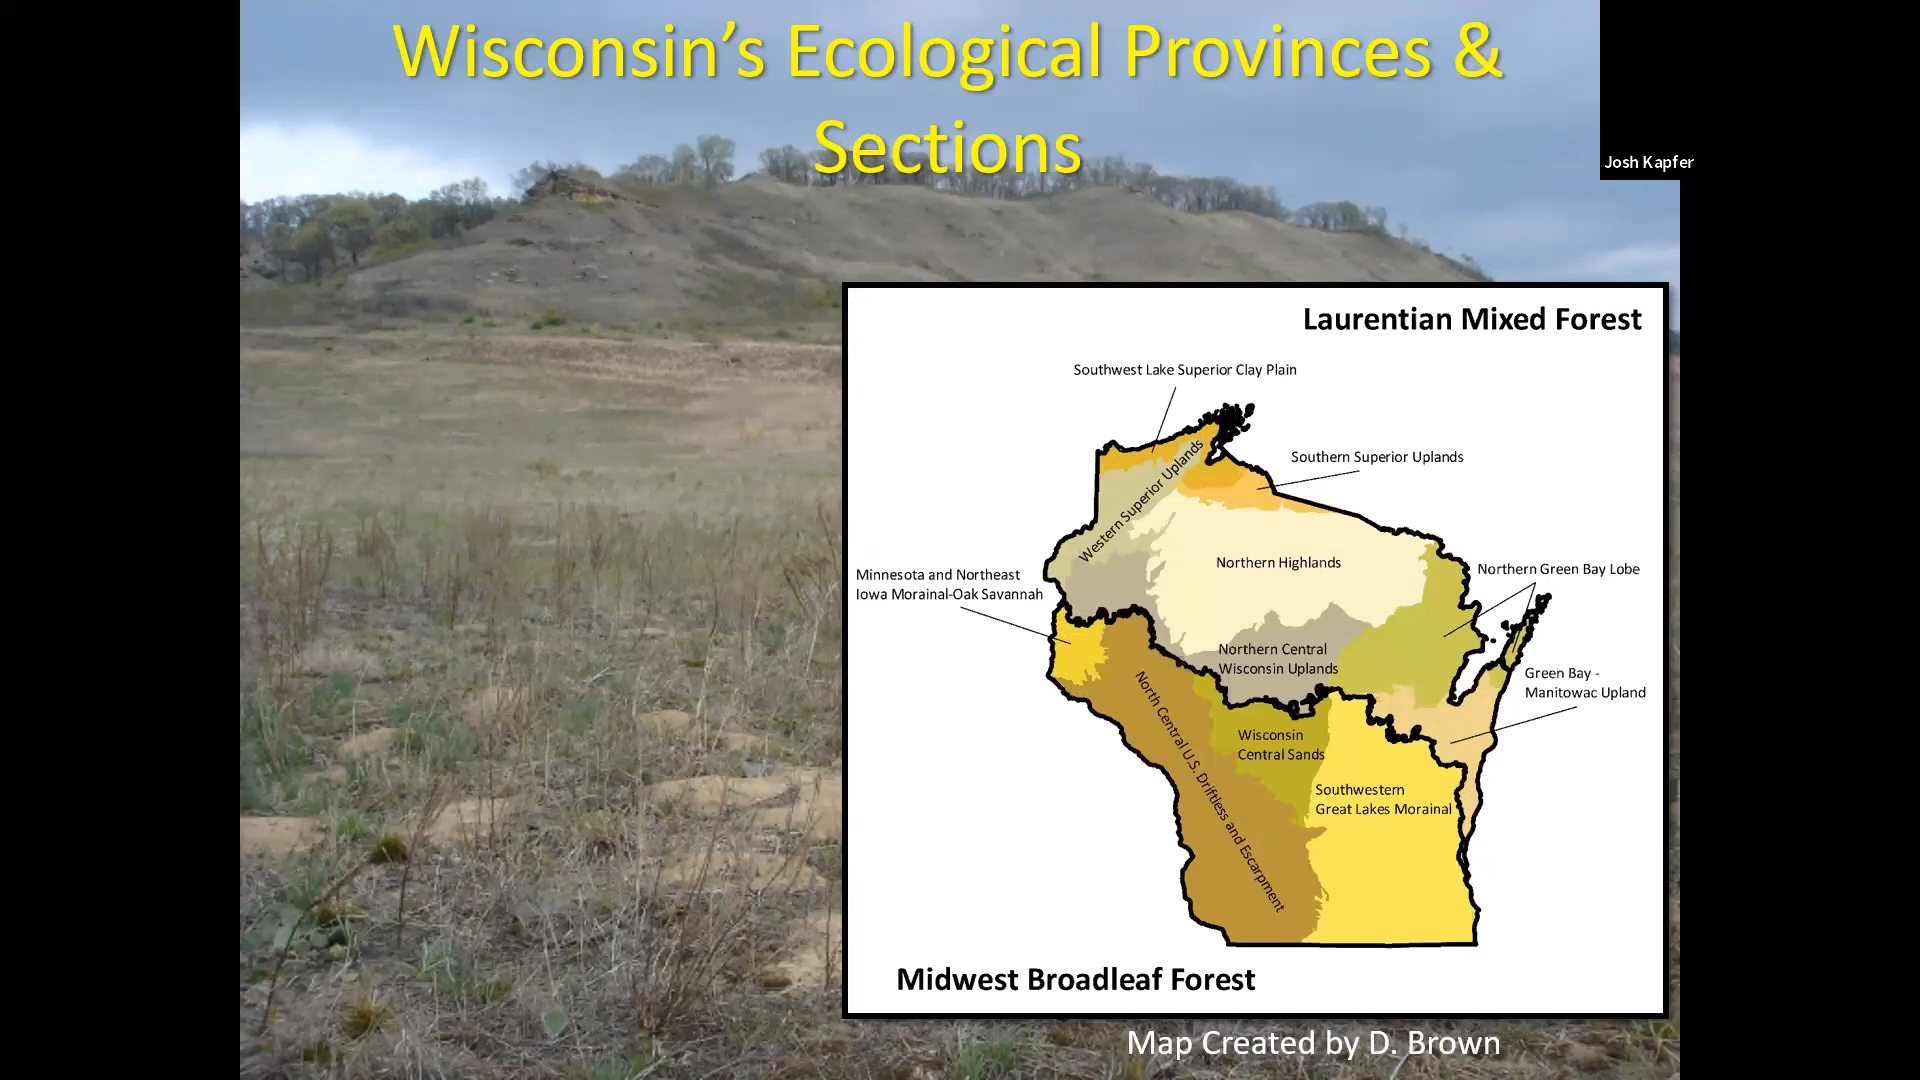 Wisconsin’s Ecological Provinces &
Sections
Josh Kapfer
Laurentian Mixed Forest
Southwest Lake Superior Clay Plain
Southern Superior Uplands
Western Superior Uplands
Northern Highlands
Northern Green Bay Lobe
Minnesota and Northeast
Iowa Morainal-Oak Savannah
Northern Central
Wisconsin Uplands
Green Bay -
Manitowac Upland
North Central U.S. Driftless and Escarpment
Wisconsin
Central Sands
Southwestern
Great Lakes Morainal
Midwest Broadleaf Forest
Map Created by D. Brown